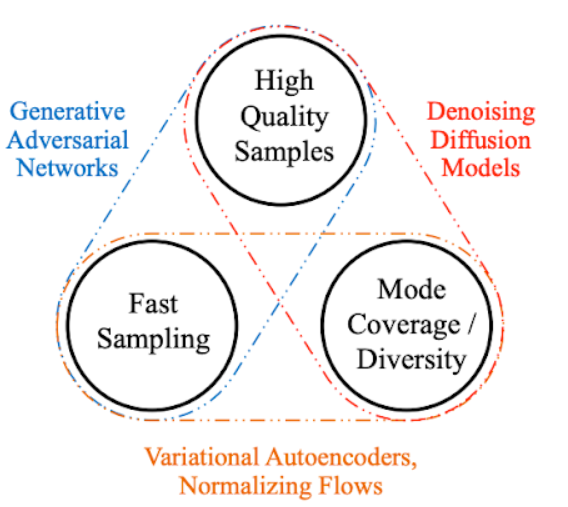 High
Quality
Samples
Generative
Adversarial
Networks
Denoising
Diffusion
Models
Fast
Sampling
Mode
Coverage /
Diversity
Variational Autoencoders,
Normalizing Flows